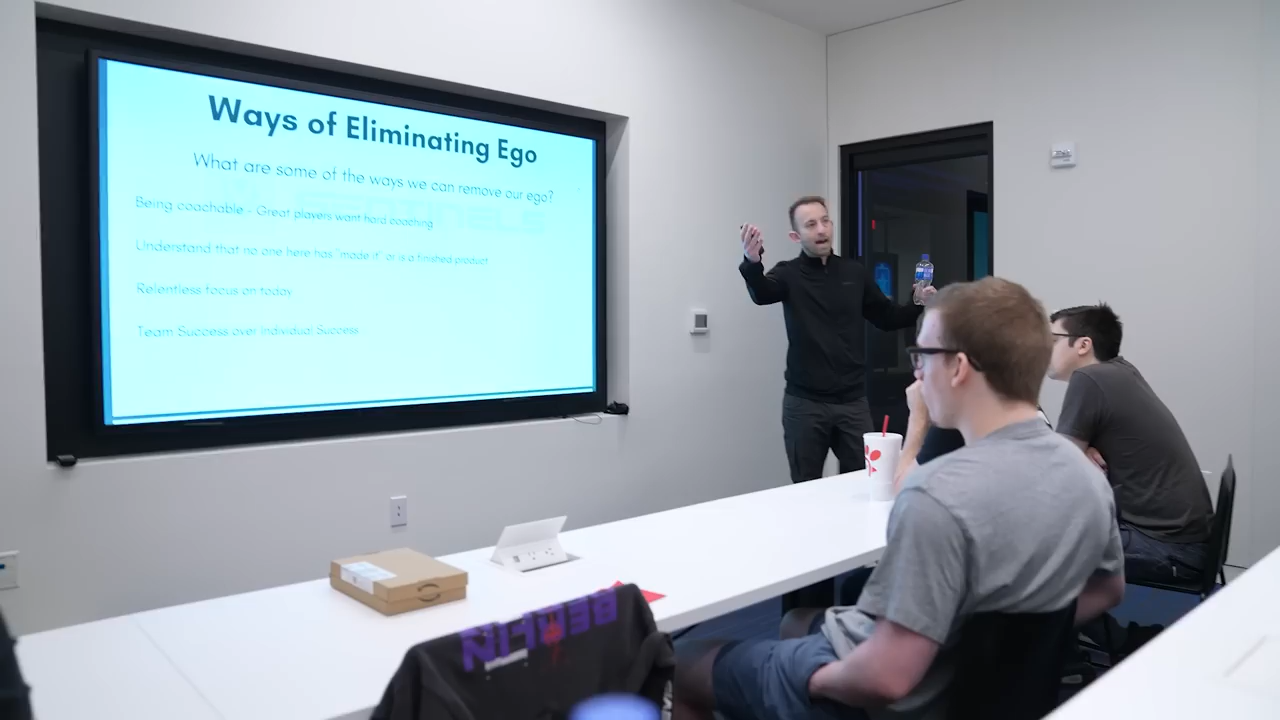 Ways of Eliminating Ego
What are some of the ways we can remove our ego?
Being coachable - Great players want hard coaching
Understand that no one here has "made it" or is a finished product
Relentless focus on today
Team Success over Individual Success
BERLIN